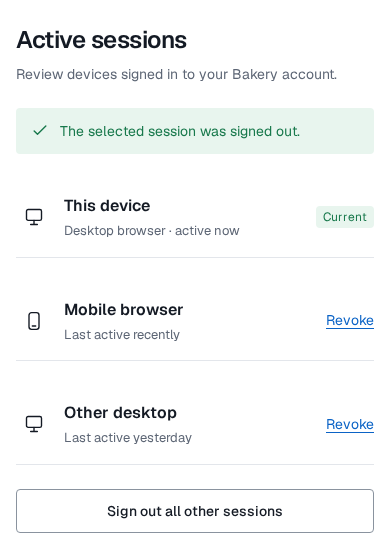 Active sessions
Review devices signed in to your Bakery account.
The selected session was signed out.
This device
Desktop browser · active now
Current
Mobile browser
Last active recently
Revoke
Other desktop
Last active yesterday
Revoke
Sign out all other sessions